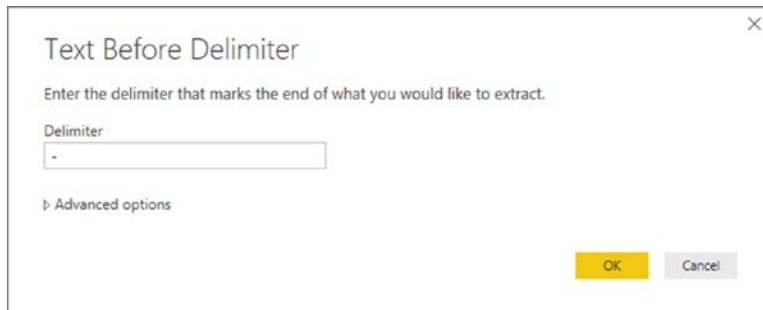 Text Before Delimiter
Enter the delimiter that marks the end of what you would like to extract.
Delimiter
-
Advanced options
OK Cancel